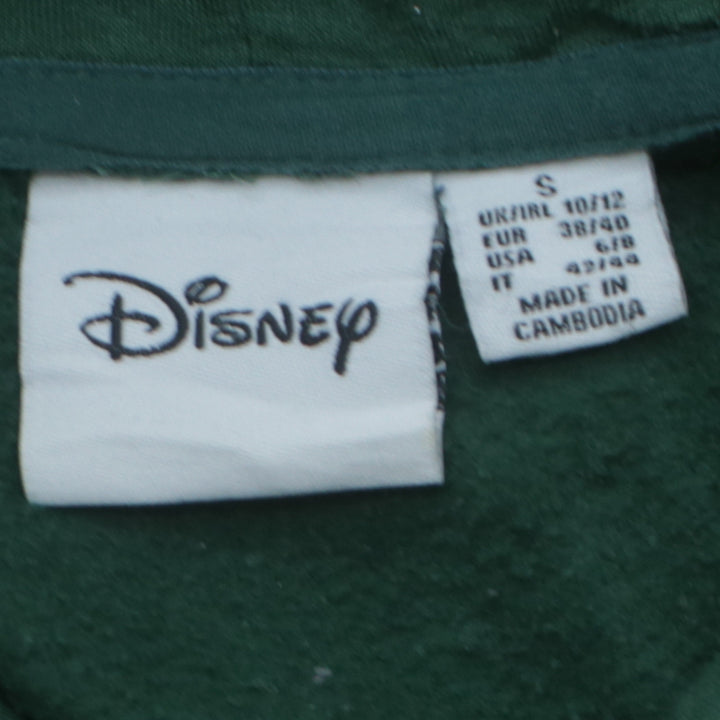 Disney
S
UK/IRL 10/12
EUR 38/40
USA 6/8
IT 42/44
MADE IN
CAMBODIA